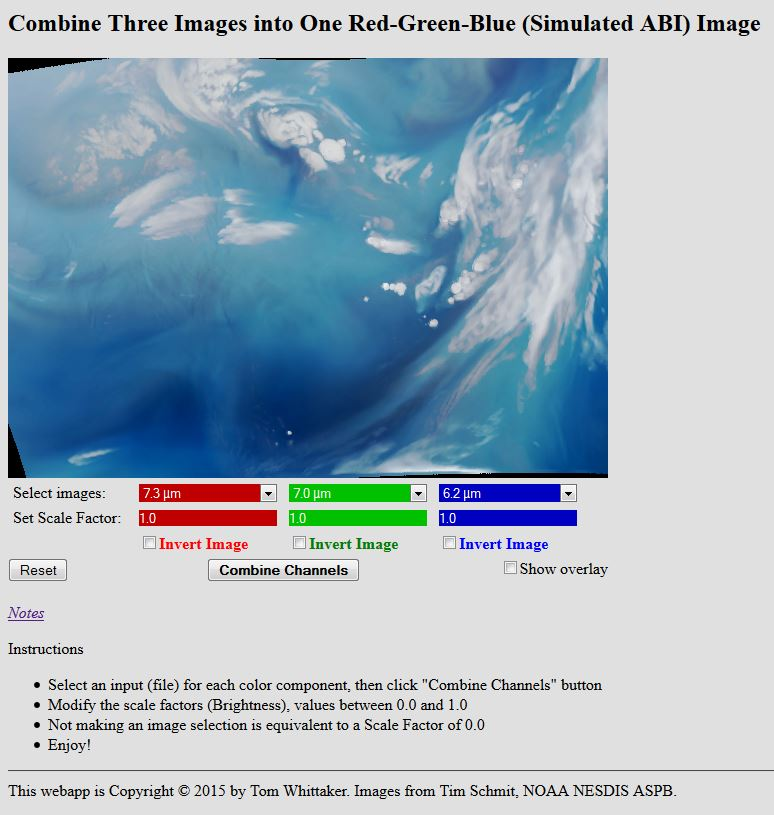 Combine Three Images into One Red-Green-Blue (Simulated ABI) Image
Select images: 7.3 µm 7.0 µm 6.2 µm
Set Scale Factor: 1.0 1.0 1.0
Invert Image Invert Image Invert Image
Reset Combine Channels Show overlay
Notes
Instructions
• Select an input (file) for each color component, then click "Combine Channels" button
• Modify the scale factors (Brightness), values between 0.0 and 1.0
• Not making an image selection is equivalent to a Scale Factor of 0.0
• Enjoy!
This webapp is Copyright © 2015 by Tom Whittaker. Images from Tim Schmit, NOAA NESDIS ASPB.